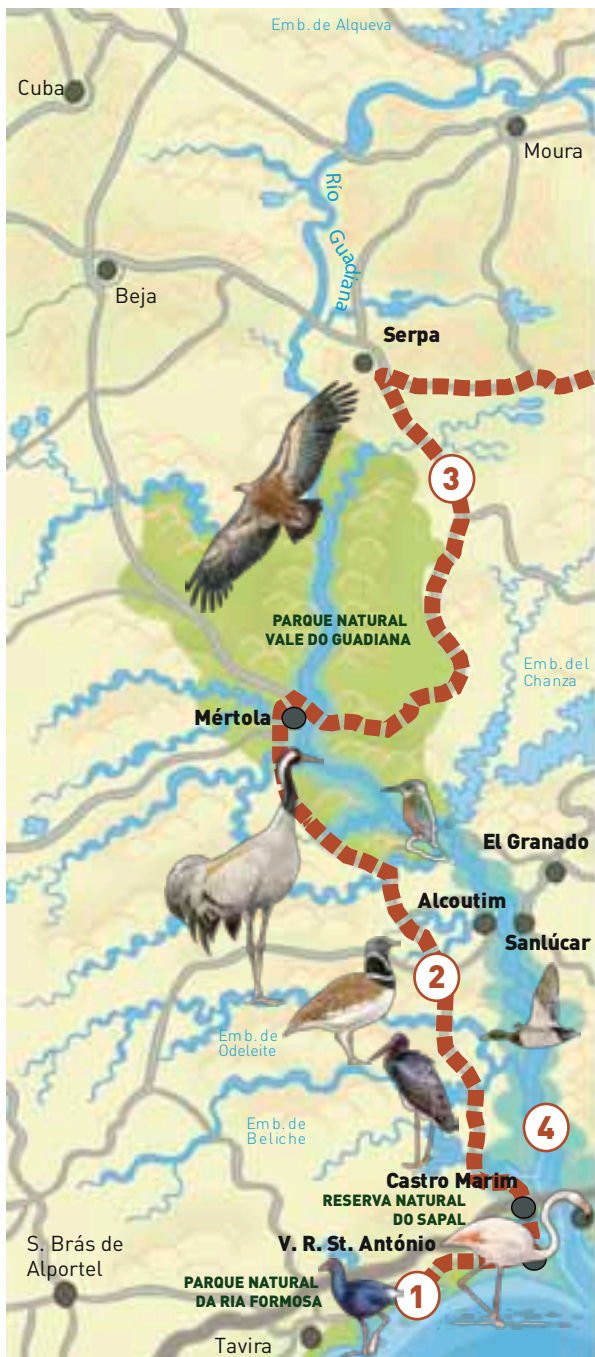 Emb. de Alqueva
Cuba
Moura
Río
Guadiana
Beja
Serpa
3
PARQUE NATURAL
VALE DO GUADIANA
Emb. del
Chanza
Mértola
El Granado
Alcoutim
Sanlúcar
2
Emb. de
Odeleite
Emb. de
Beliche
4
Castro Marim
RESERVA NATURAL
DO SAPAL
V. R. St. António
S. Brás de
Alportel
PARQUE NATURAL
DA RIA FORMOSA
1
Tavira